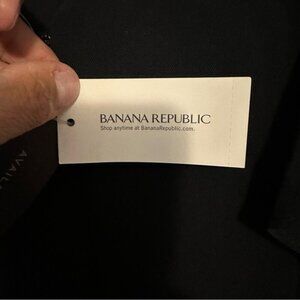 BANANA REPUBLIC
Shop anytime at BananaRepublic.com.